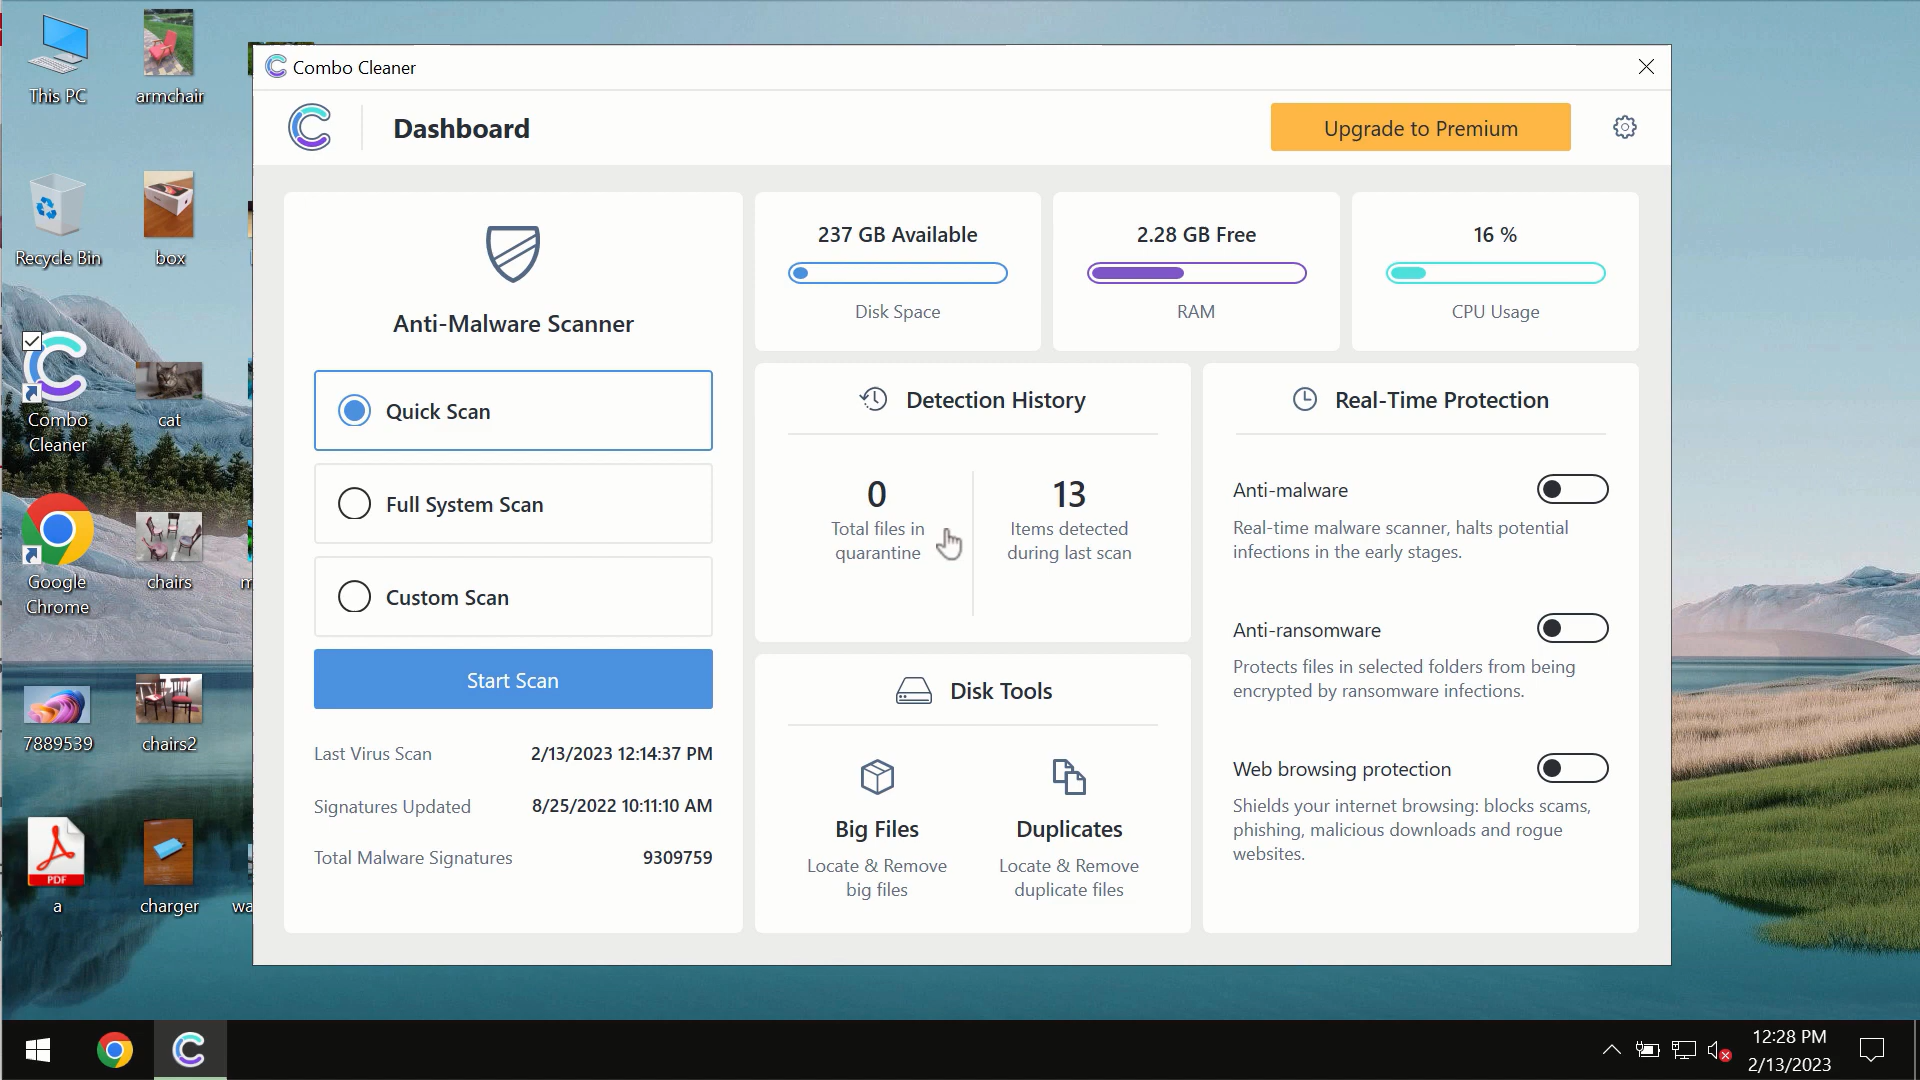 This PC
armchair
Recycle Bin
box
Combo
Cleaner
cat
Google
Chrome
chairs
7889539
chairs2
PDF
a
charger
wa
Combo Cleaner
Dashboard
Upgrade to Premium
Anti-Malware Scanner
Quick Scan
Full System Scan
Custom Scan
Start Scan
Last Virus Scan 2/13/2023 12:14:37 PM
Signatures Updated 8/25/2022 10:11:10 AM
Total Malware Signatures 9309759
237 GB Available
Disk Space
2.28 GB Free
RAM
16 %
CPU Usage
Detection History
0
Total files in
quarantine
13
Items detected
during last scan
Disk Tools
Big Files
Locate & Remove
big files
Duplicates
Locate & Remove
duplicate files
Real-Time Protection
Anti-malware
Real-time malware scanner, halts potential
infections in the early stages.
Anti-ransomware
Protects files in selected folders from being
encrypted by ransomware infections.
Web browsing protection
Shields your internet browsing: blocks scams,
phishing, malicious downloads and rogue
websites.
12:28 PM
2/13/2023